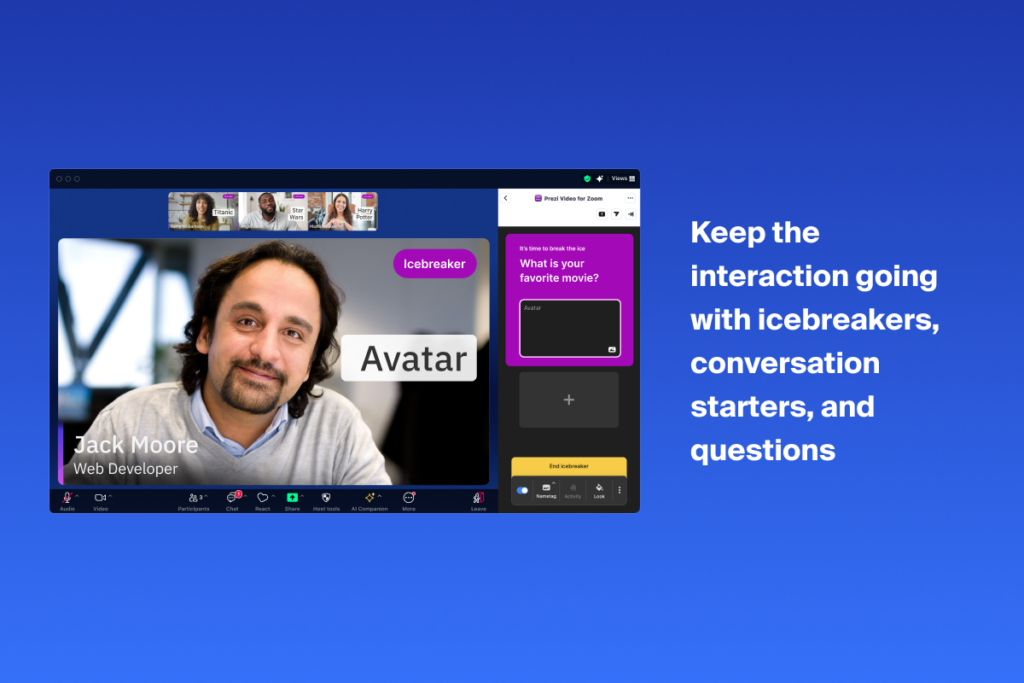 Views
Titanic
Star
Wars
Harry
Potter
Icebreaker
Avatar
Jack Moore
Web Developer
Audio
Video
3
Participants
Chat
React
Share
Host tools
AI Companion
More
Leave
Prezi Video for Zoom
It's time to break the ice
What is your
favorite movie?
Avatar
End icebreaker
Nametag
Activity
Look
Keep the
interaction going
with icebreakers,
conversation
starters, and
questions